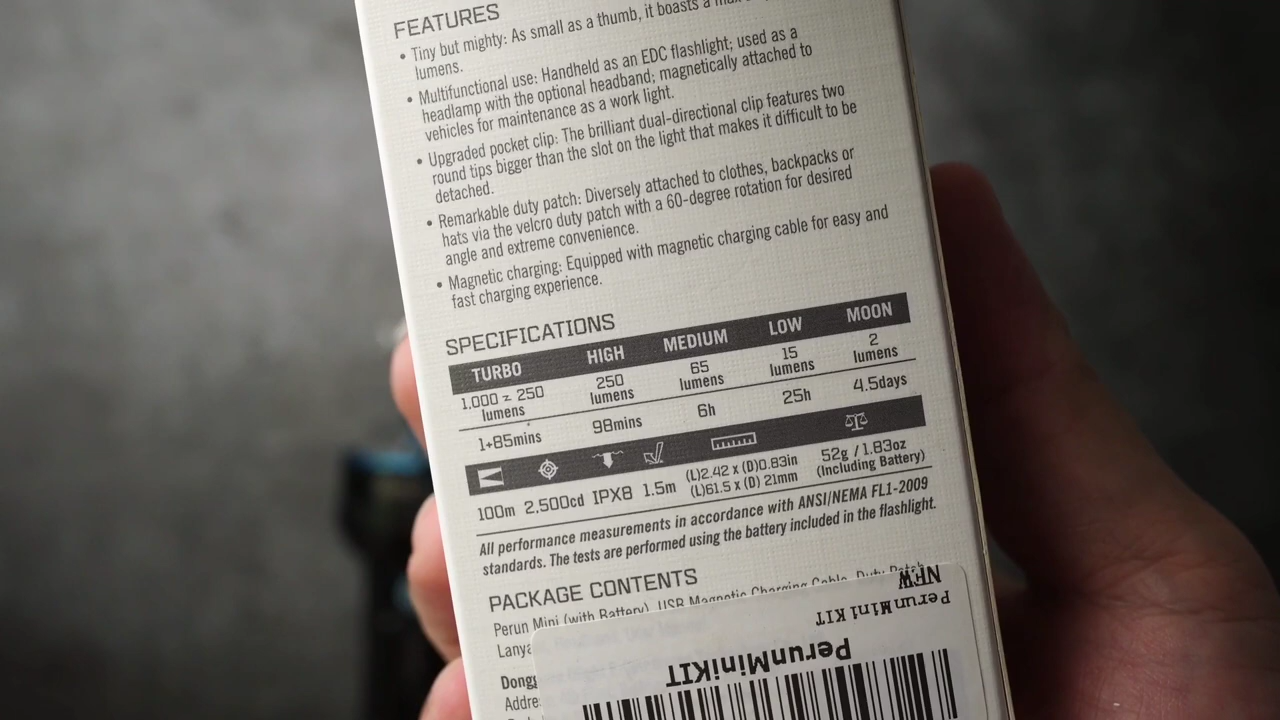 FEATURES
• Tiny but mighty: As small as a thumb, it boasts a max
lumens.
• Multifunctional use: Handheld as an EDC flashlight; used as a
headlamp with the optional headband; magnetically attached to
vehicles for maintenance as a work light.
• Upgraded pocket clip: The brilliant dual-directional clip features two
round tips bigger than the slot on the light that makes it difficult to be
detached.
• Remarkable duty patch: Diversely attached to clothes, backpacks or
hats via the velcro duty patch with a 60-degree rotation for desired
angle and extreme convenience.
• Magnetic charging: Equipped with magnetic charging cable for easy and
fast charging experience.
SPECIFICATIONS
TURBO HIGH MEDIUM LOW MOON
1,000 ~ 250 lumens 250 lumens 65 lumens 15 lumens 2 lumens
1+85mins 98mins 6h 25h 4.5days
100m 2,500cd IPX8 1.5m (L)2.42 x (D)0.83in 52g / 1.83oz
(L)61.5 x (D) 21mm (Including Battery)
All performance measurements in accordance with ANSI/NEMA FL1-2009
standards. The tests are performed using the battery included in the flashlight.
PACKAGE CONTENTS
Perun Mini (with Battery), USB Magnetic Charging Cable, Duty Patch,
NEW
PerunMini KIT
PerunMiniKIT